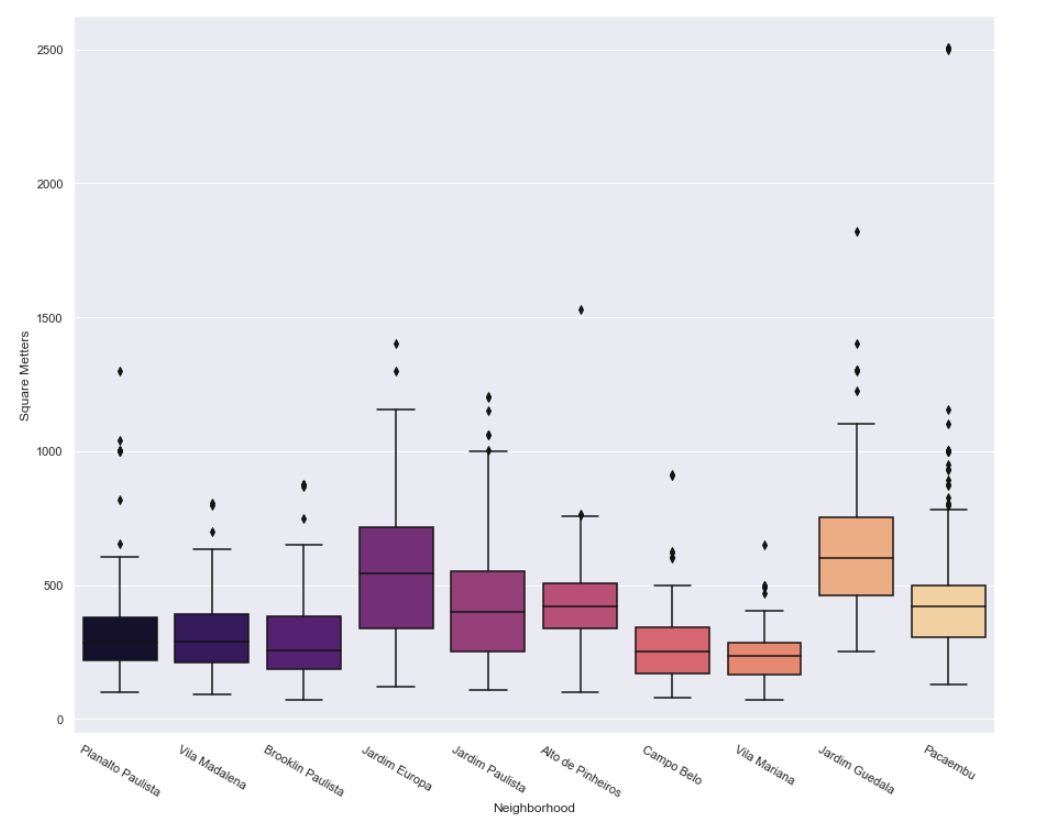 2500
2000
1500
1000
500
0
Square Metters
Planalto Paulista
Vila Madalena
Brooklin Paulista
Jardim Europa
Jardim Paulista
Alto de Pinheiros
Campo Belo
Vila Mariana
Jardim Guedala
Pacaembu
Neighborhood